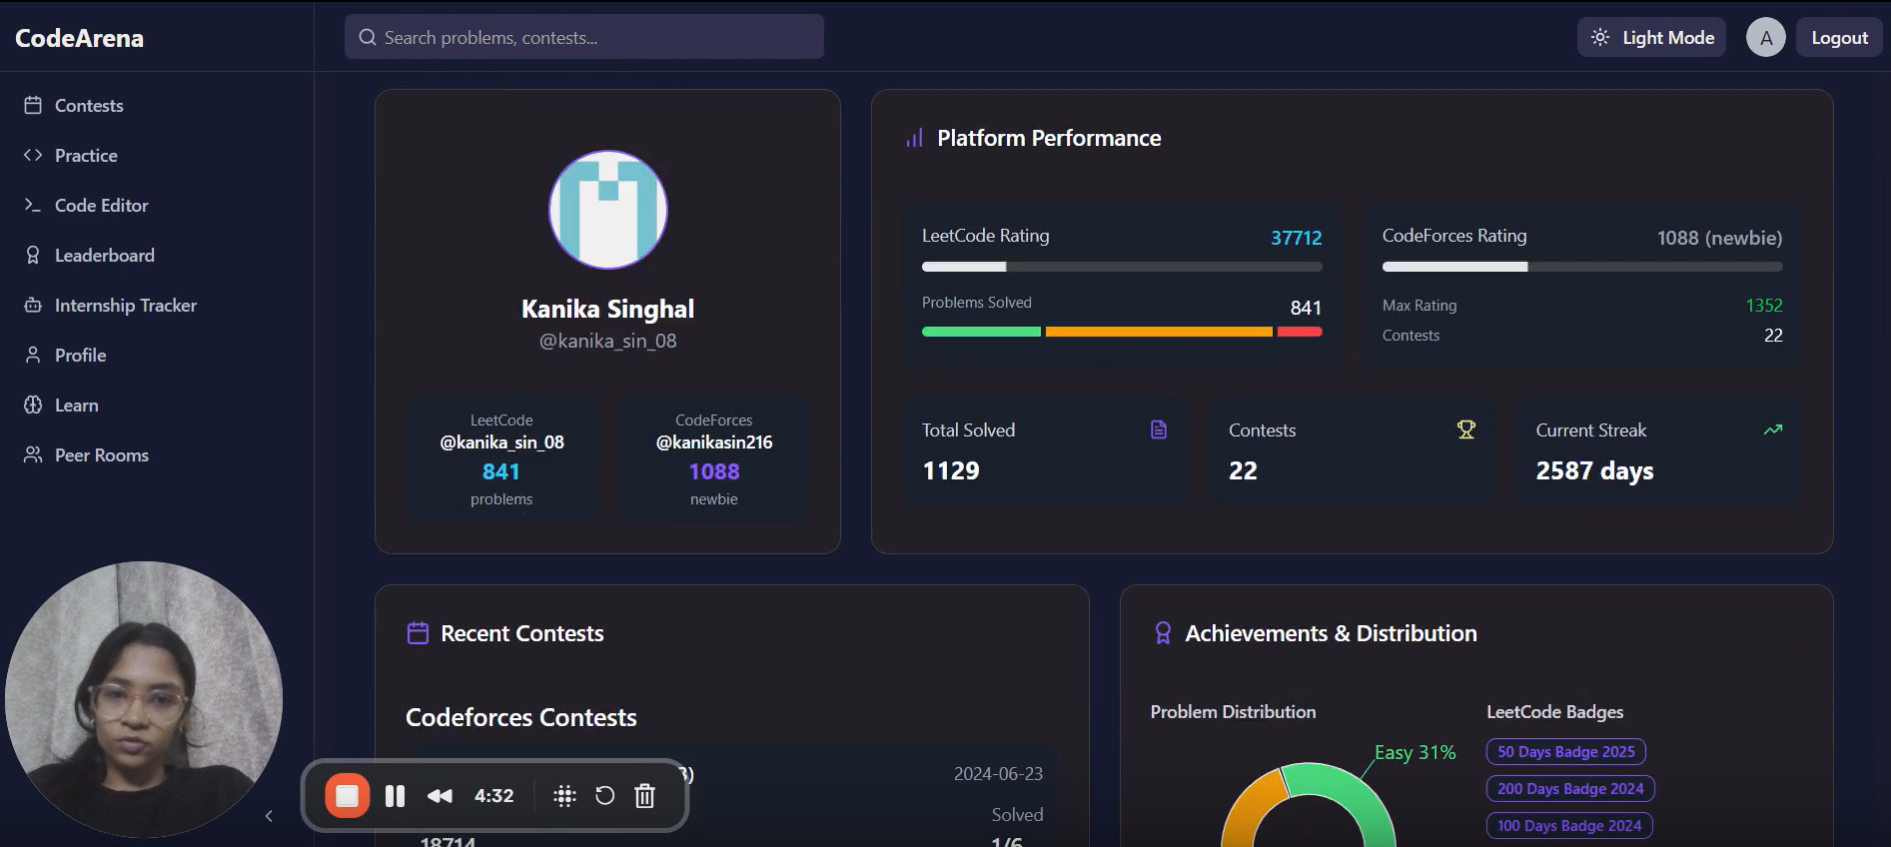 CodeArena
Search problems, contests...
Light Mode
A
Logout
Contests
Practice
Code Editor
Leaderboard
Internship Tracker
Profile
Learn
Peer Rooms
Kanika Singhal
@kanika_sin_08
LeetCode
@kanika_sin_08
841
problems
CodeForces
@kanikasin216
1088
newbie
Platform Performance
LeetCode Rating
37712
Problems Solved
841
CodeForces Rating
1088 (newbie)
Max Rating
1352
Contests
22
Total Solved
1129
Contests
22
Current Streak
2587 days
Recent Contests
Codeforces Contests
2024-06-23
Solved
18714
1/6
Achievements & Distribution
Problem Distribution
Easy 31%
LeetCode Badges
50 Days Badge 2025
200 Days Badge 2024
100 Days Badge 2024
4:32